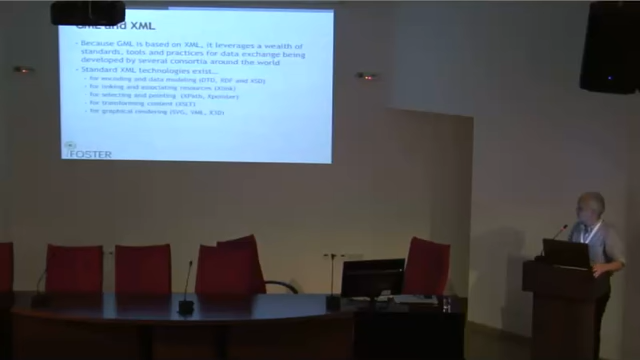 GML and XML
- Because GML is based on XML, it leverages a wealth of
standards, tools and practices for data exchange being
developed by several consortia around the world
- Standard XML technologies exist...
- for encoding and data modeling (DTD, RDF and XSD)
- for linking and associating resources (XLink)
- for selecting and pointing (XPath, XPointer)
- for transforming content (XSLT)
- for graphical rendering (SVG, VML, X3D)
FOSTER